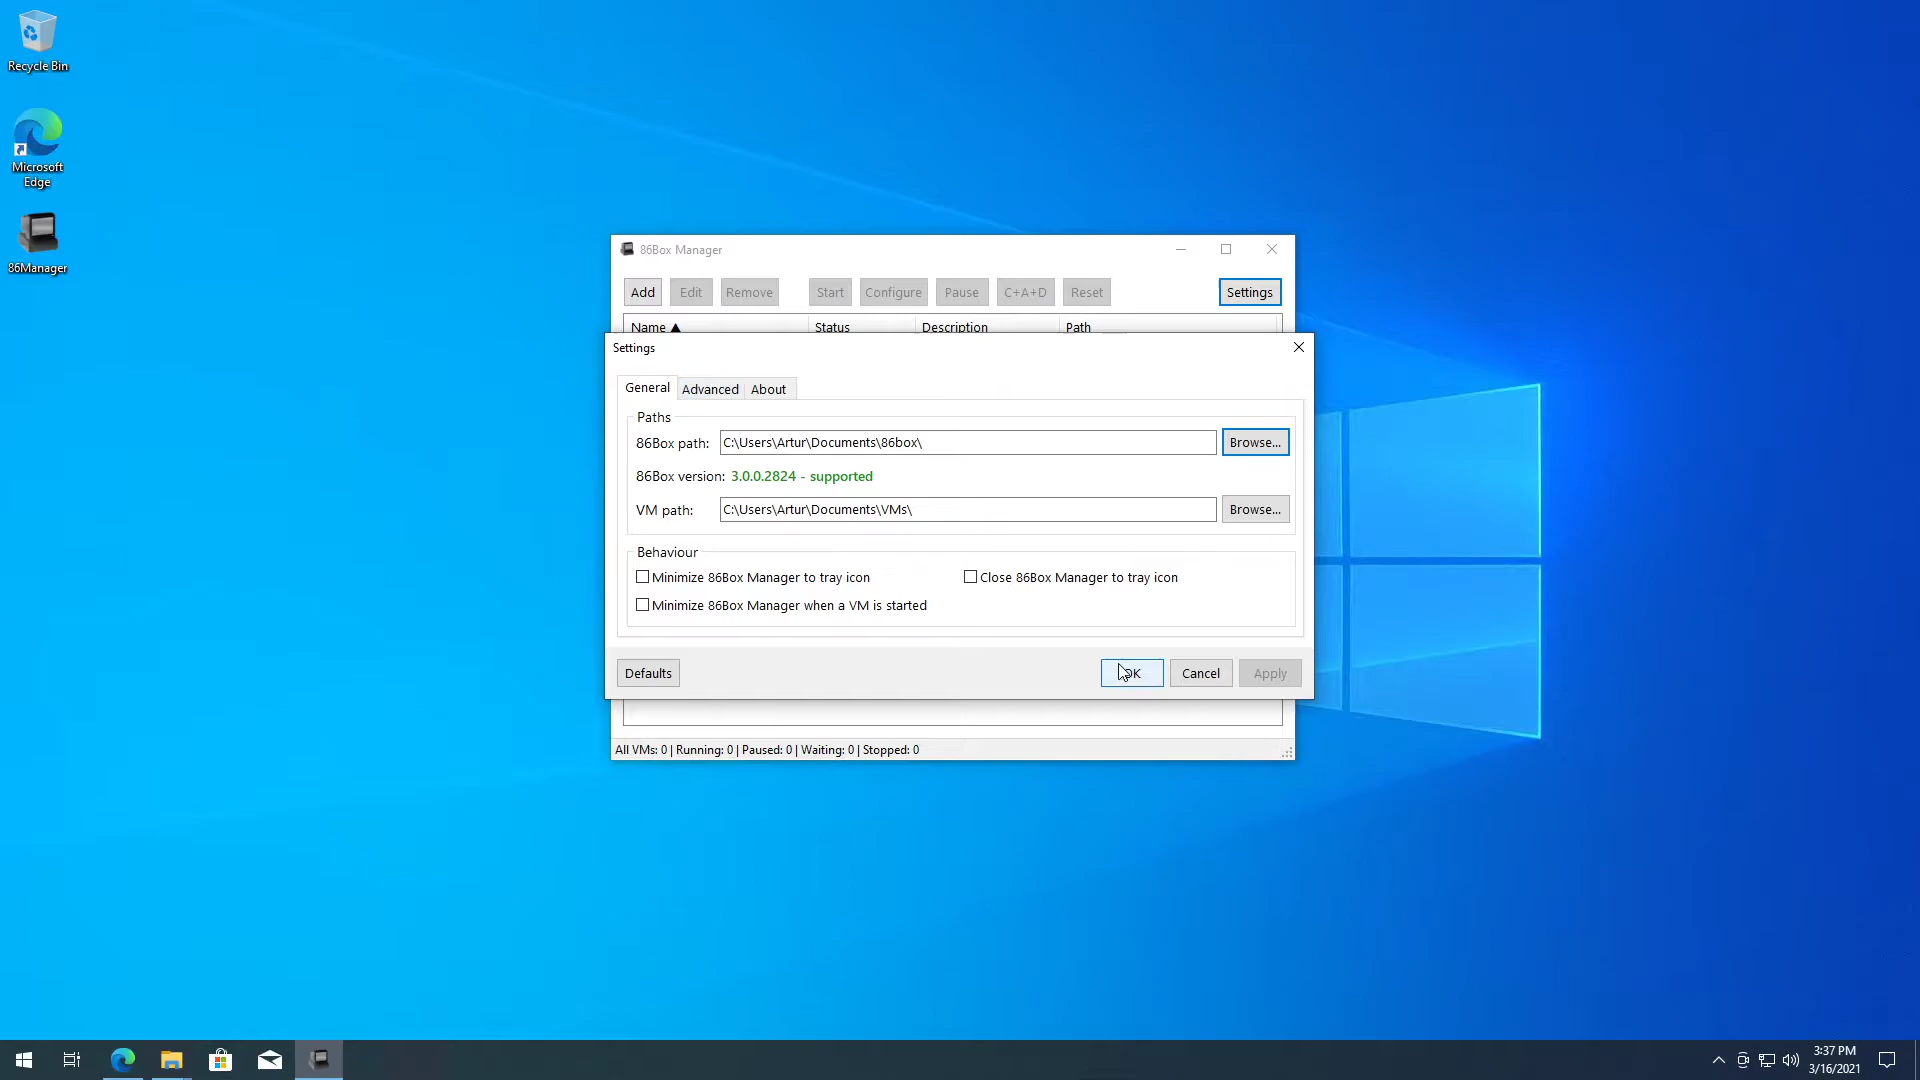 Recycle Bin
Microsoft
Edge
86Manager
86Box Manager
Add Edit Remove Start Configure Pause C+A+D Reset Settings
Name ▲ Status Description Path
Settings
General Advanced About
Paths
86Box path: C:\Users\Artur\Documents\86box\ Browse...
86Box version: 3.0.0.2824 - supported
VM path: C:\Users\Artur\Documents\VMs\ Browse...
Behaviour
Minimize 86Box Manager to tray icon Close 86Box Manager to tray icon
Minimize 86Box Manager when a VM is started
Defaults OK Cancel Apply
All VMs: 0 | Running: 0 | Paused: 0 | Waiting: 0 | Stopped: 0
3:37 PM
3/16/2021